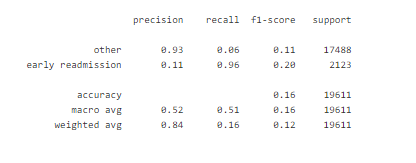 precision recall f1-score support
other 0.93 0.06 0.11 17488
early readmission 0.11 0.96 0.20 2123
accuracy 0.16 19611
macro avg 0.52 0.51 0.16 19611
weighted avg 0.84 0.16 0.12 19611